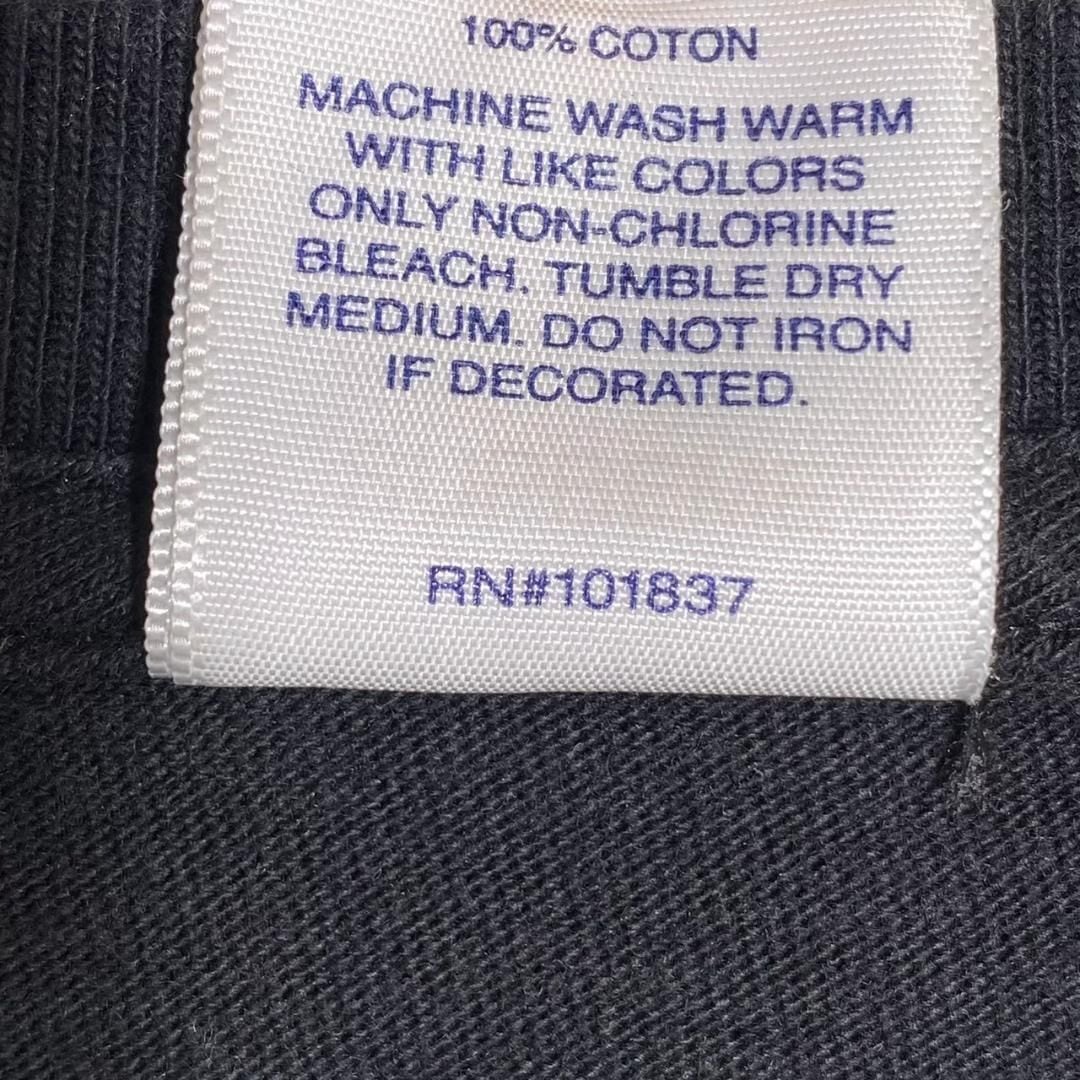 100% COTON
MACHINE WASH WARM
WITH LIKE COLORS
ONLY NON-CHLORINE
BLEACH. TUMBLE DRY
MEDIUM. DO NOT IRON
IF DECORATED.
RN#101837